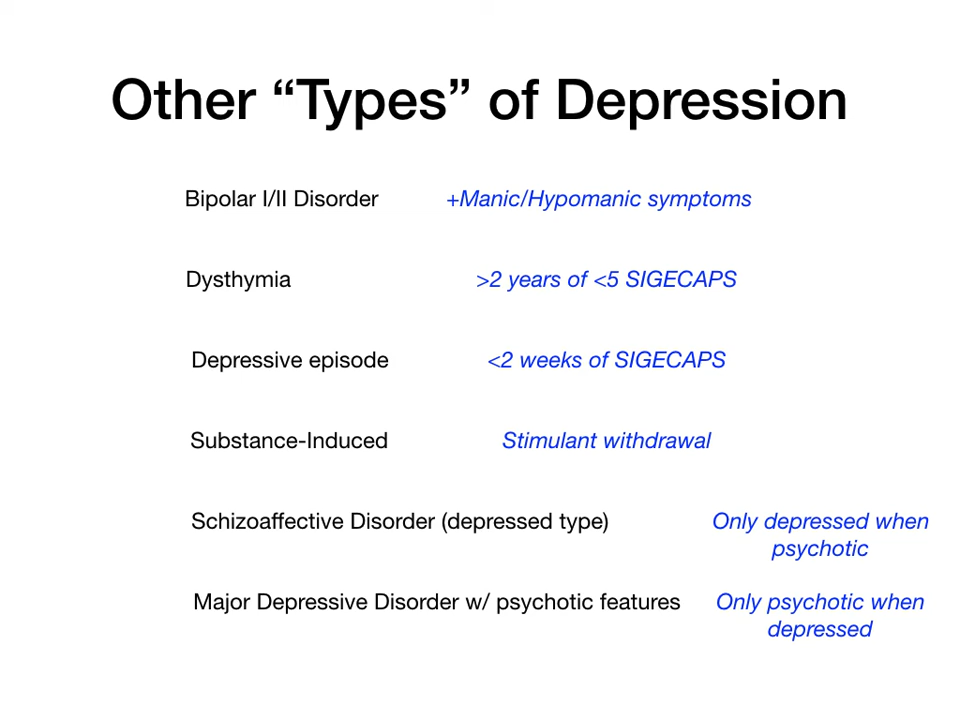 Other “Types” of Depression
Bipolar I/II Disorder +Manic/Hypomanic symptoms
Dysthymia >2 years of <5 SIGECAPS
Depressive episode <2 weeks of SIGECAPS
Substance-Induced Stimulant withdrawal
Schizoaffective Disorder (depressed type) Only depressed when
psychotic
Major Depressive Disorder w/ psychotic features Only psychotic when
depressed